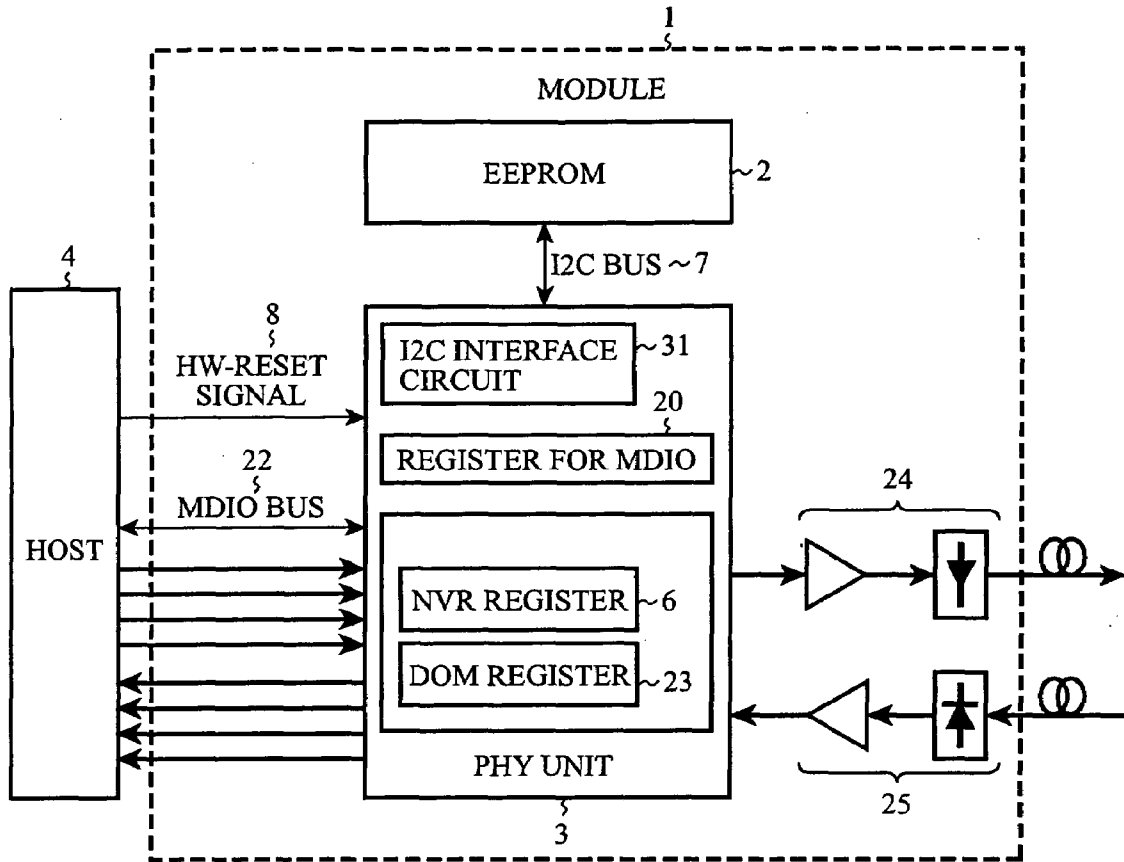 1
MODULE
EEPROM
2
I2C BUS ~7
4
8
HW-RESET
SIGNAL
I2C INTERFACE
CIRCUIT
31
20
REGISTER FOR MDIO
22
MDIO BUS
24
HOST
NVR REGISTER
6
DOM REGISTER
23
PHY UNIT
25
3